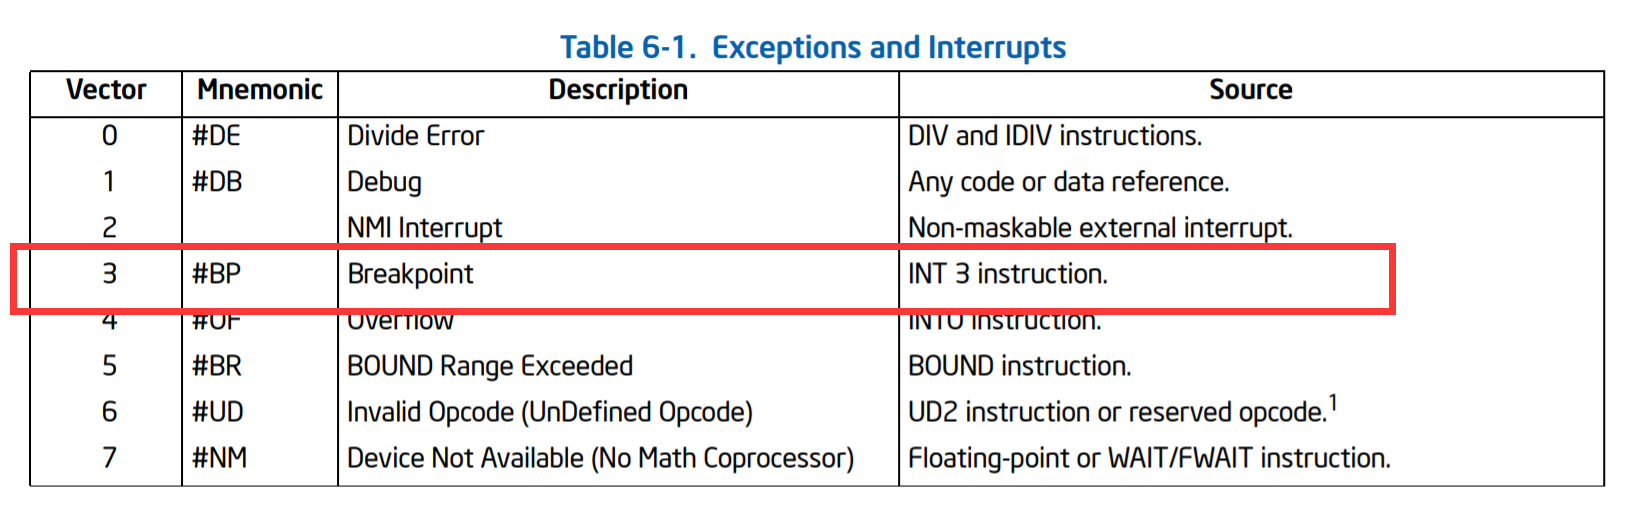 Table 6-1. Exceptions and Interrupts
Vector Mnemonic Description Source
0 #DE Divide Error DIV and IDIV instructions.
1 #DB Debug Any code or data reference.
2 NMI Interrupt Non-maskable external interrupt.
3 #BP Breakpoint INT 3 instruction.
4 #OF Overflow INTO instruction.
5 #BR BOUND Range Exceeded BOUND instruction.
6 #UD Invalid Opcode (UnDefined Opcode) UD2 instruction or reserved opcode.1
7 #NM Device Not Available (No Math Coprocessor) Floating-point or WAIT/FWAIT instruction.